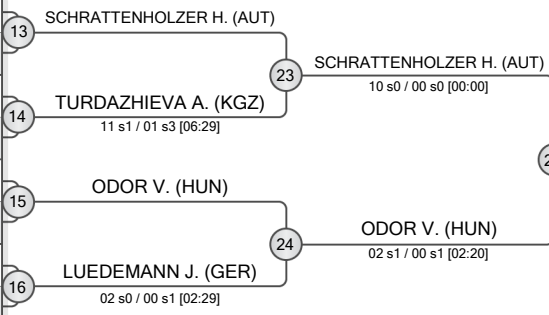 13
SCHRATTENHOLZER H. (AUT)
23
SCHRATTENHOLZER H. (AUT)
10 s0 / 00 s0 [00:00]
14
TURDAZHIEVA A. (KGZ)
11 s1 / 01 s3 [06:29]
15
ODOR V. (HUN)
24
ODOR V. (HUN)
02 s1 / 00 s1 [02:20]
16
LUEDEMANN J. (GER)
02 s0 / 00 s1 [02:29]